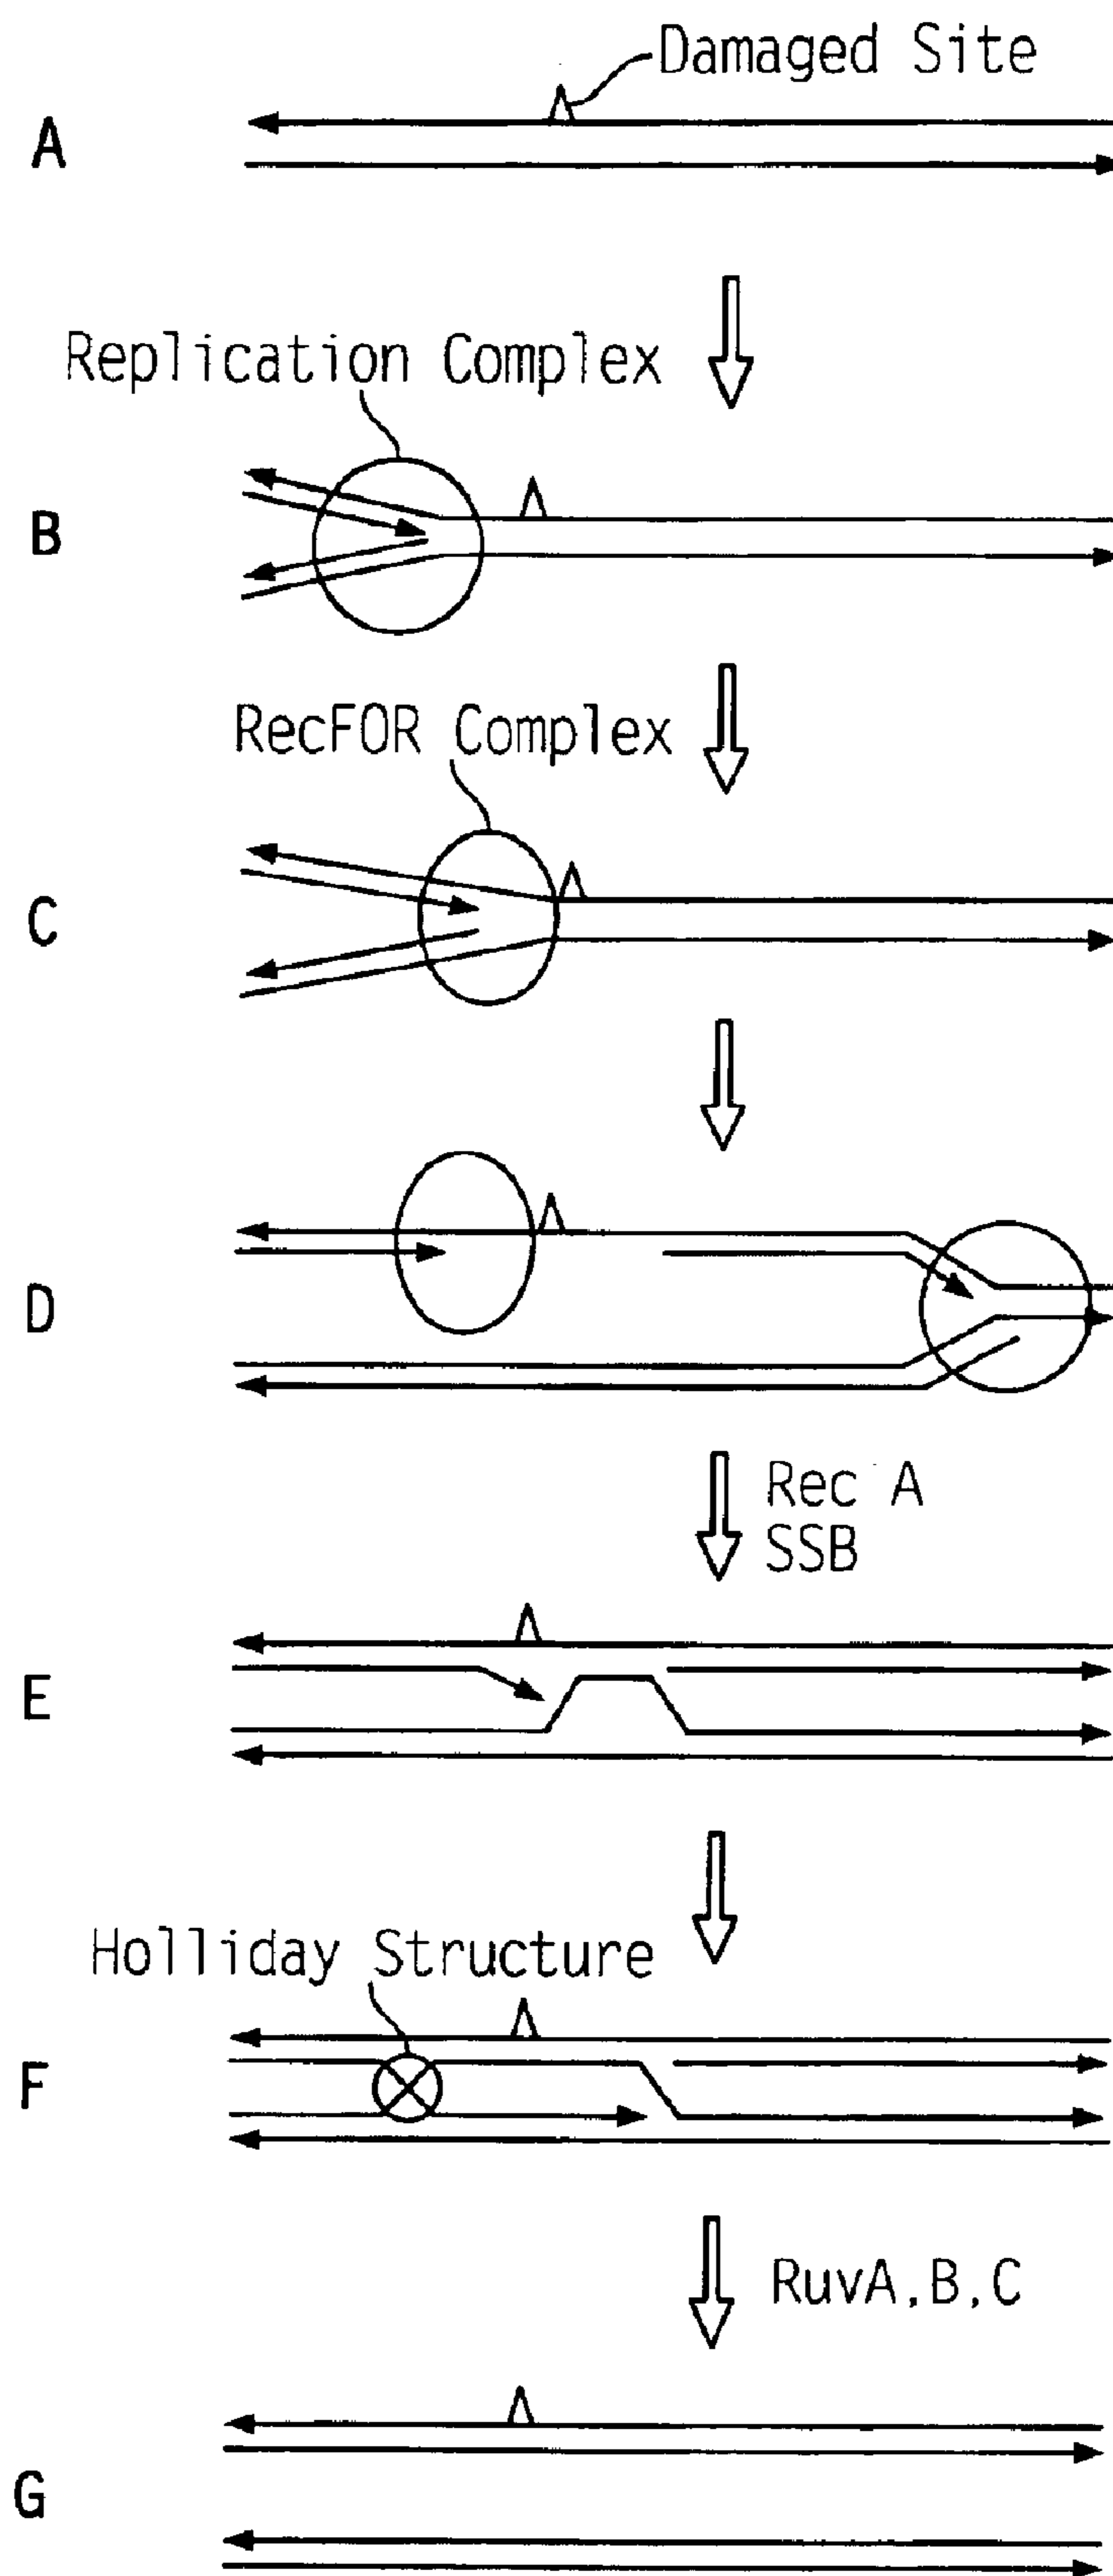 Damaged Site
A
Replication Complex
B
RecFOR Complex
C
D
Rec A
SSB
E
Holliday Structure
F
RuvA,B,C
G